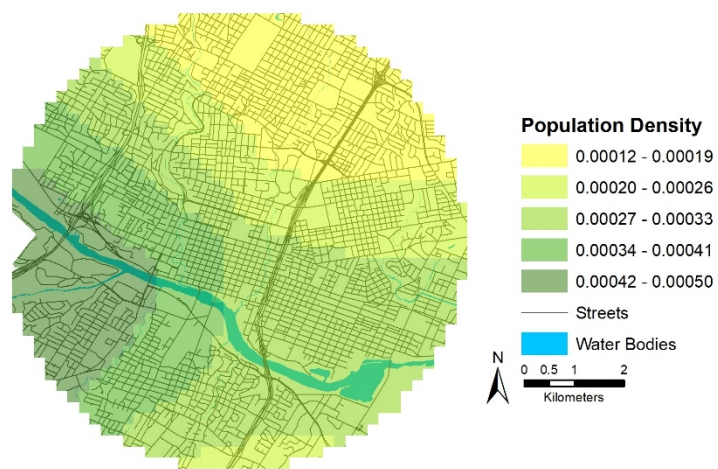 Population Density
0.00012 - 0.00019
0.00020 - 0.00026
0.00027 - 0.00033
0.00034 - 0.00041
0.00042 - 0.00050
Streets
Water Bodies
N
0 0.5 1 2
Kilometers